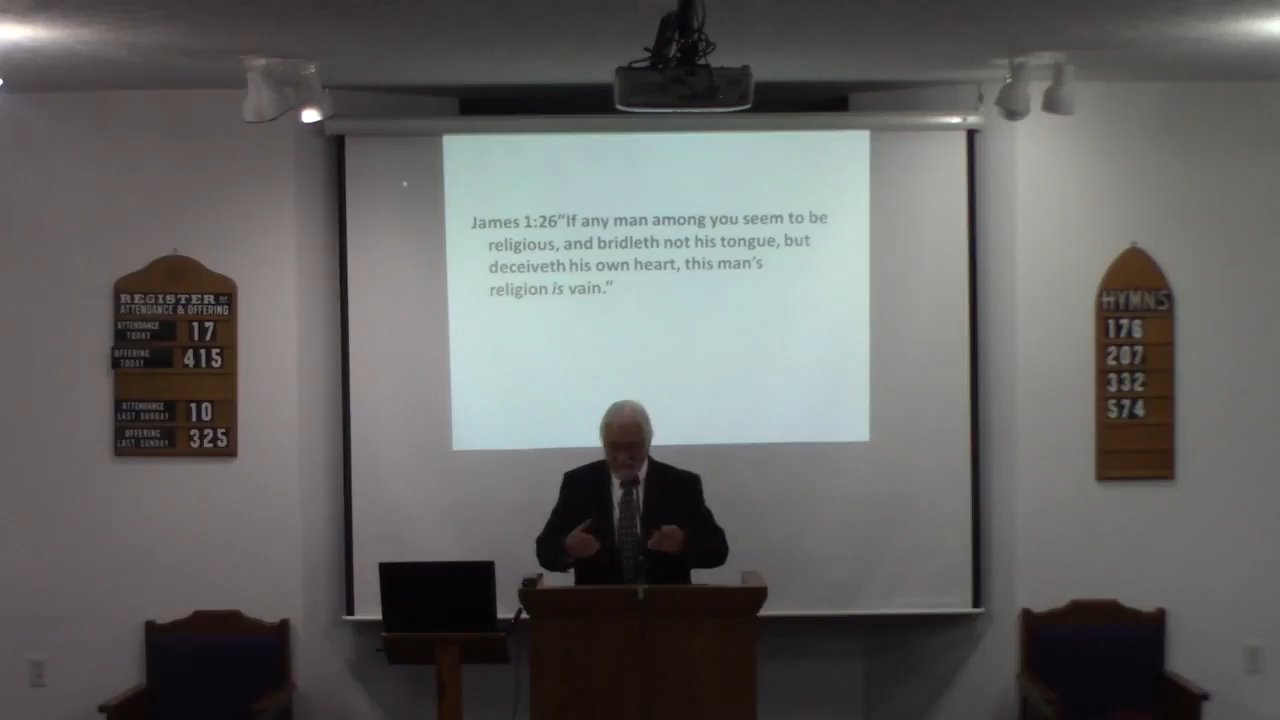 James 1:26”If any man among you seem to be
religious, and bridleth not his tongue, but
deceiveth his own heart, this man’s
religion is vain.”
REGISTER OF
ATTENDANCE & OFFERING
ATTENDANCE
TODAY 17
OFFERING
TODAY 415
ATTENDANCE
LAST SUNDAY 10
OFFERING
LAST SUNDAY 325
HYMNS
176
207
332
574